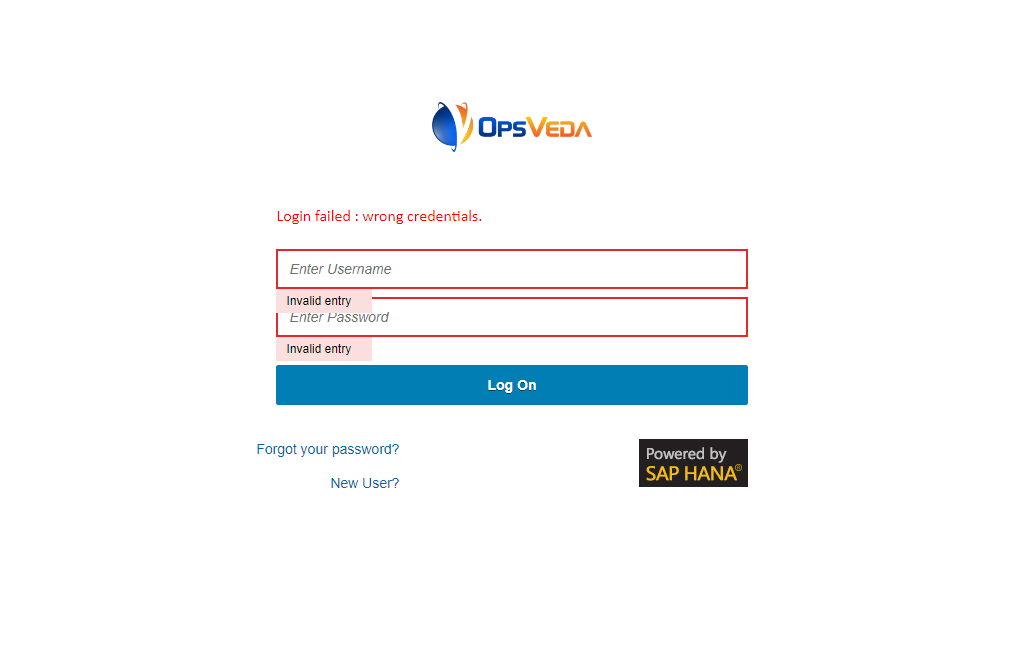 OPSVEDA
Login failed : wrong credentials.
Enter Username
Invalid entry
Enter Password
Invalid entry
Log On
Forgot your password?
New User?
Powered by
SAP HANA®